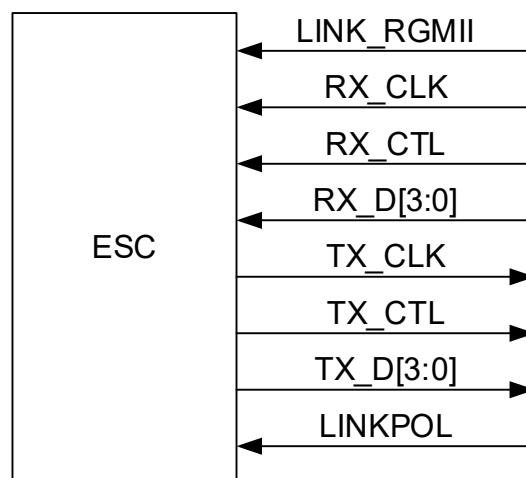 LINK_RGMII
RX_CLK
RX_CTL
RX_D[3:0]
ESC
TX_CLK
TX_CTL
TX_D[3:0]
LINKPOL